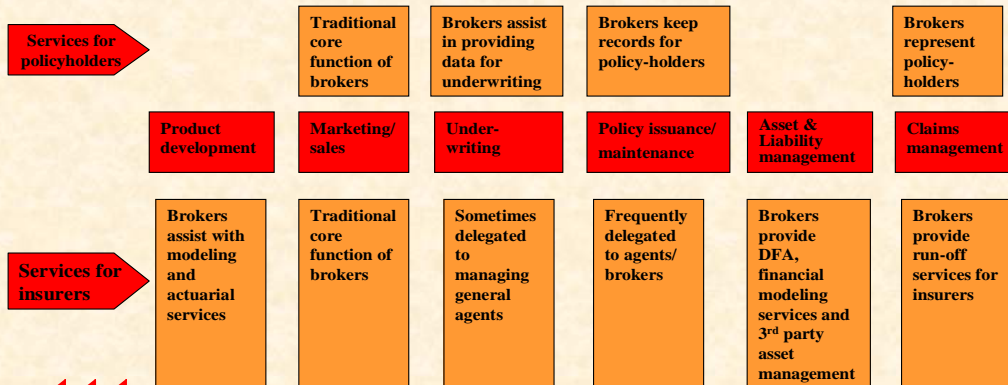 Services for
policyholders
Traditional
core
function of
brokers
Brokers assist
in providing
data for
underwriting
Brokers keep
records for
policy-holders
Brokers
represent
policy-
holders
Product
development
Marketing/
sales
Under-
writing
Policy issuance/
maintenance
Asset &
Liability
management
Claims
management
Services for
insurers
Brokers
assist with
modeling
and
actuarial
services
Traditional
core
function of
brokers
Sometimes
delegated
to
managing
general
agents
Frequently
delegated
to agents/
brokers
Brokers
provide
DFA,
financial
modeling
services and
3rd party
asset
management
Brokers
provide
run-off
services for
insurers